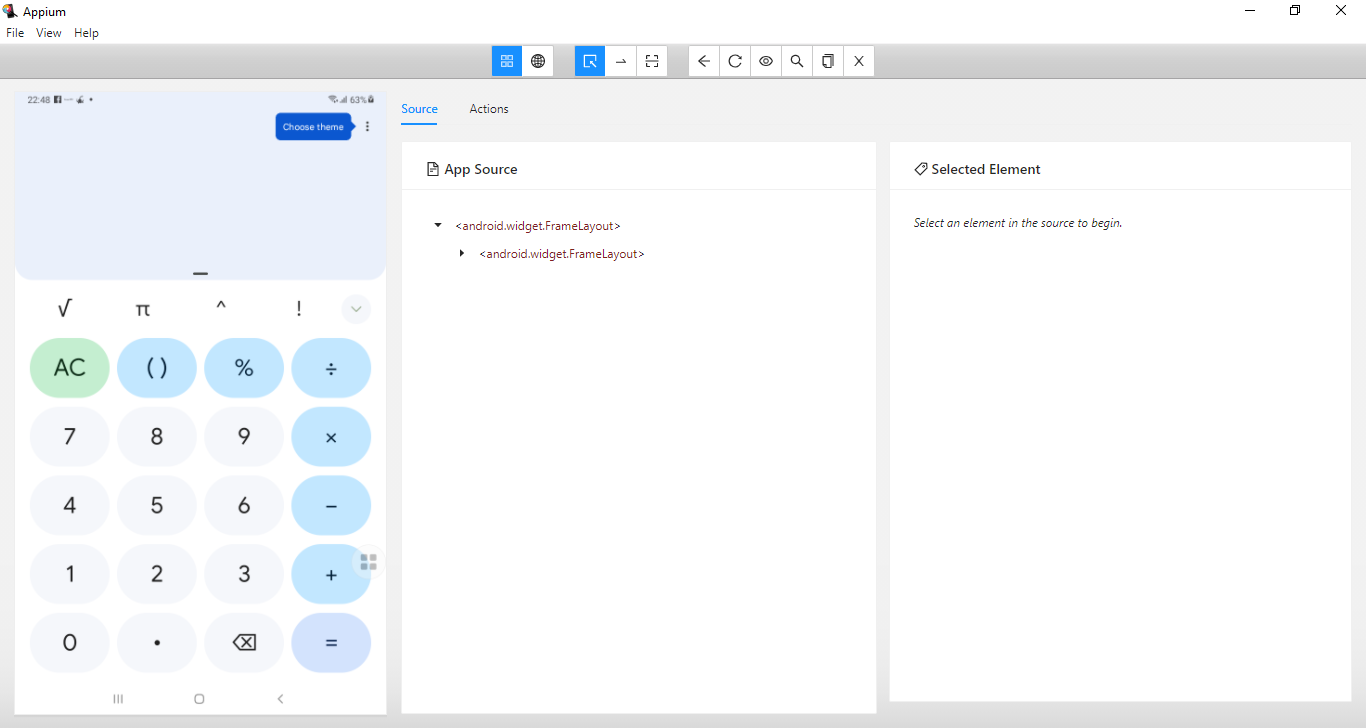 Appium
File View Help
22:48 63%
Choose theme
Source Actions
App Source
<android.widget.FrameLayout>
<android.widget.FrameLayout>
Selected Element
Select an element in the source to begin.
√ π ^ !
AC ( ) % ÷
7 8 9 ×
4 5 6 −
1 2 3 +
0 • =